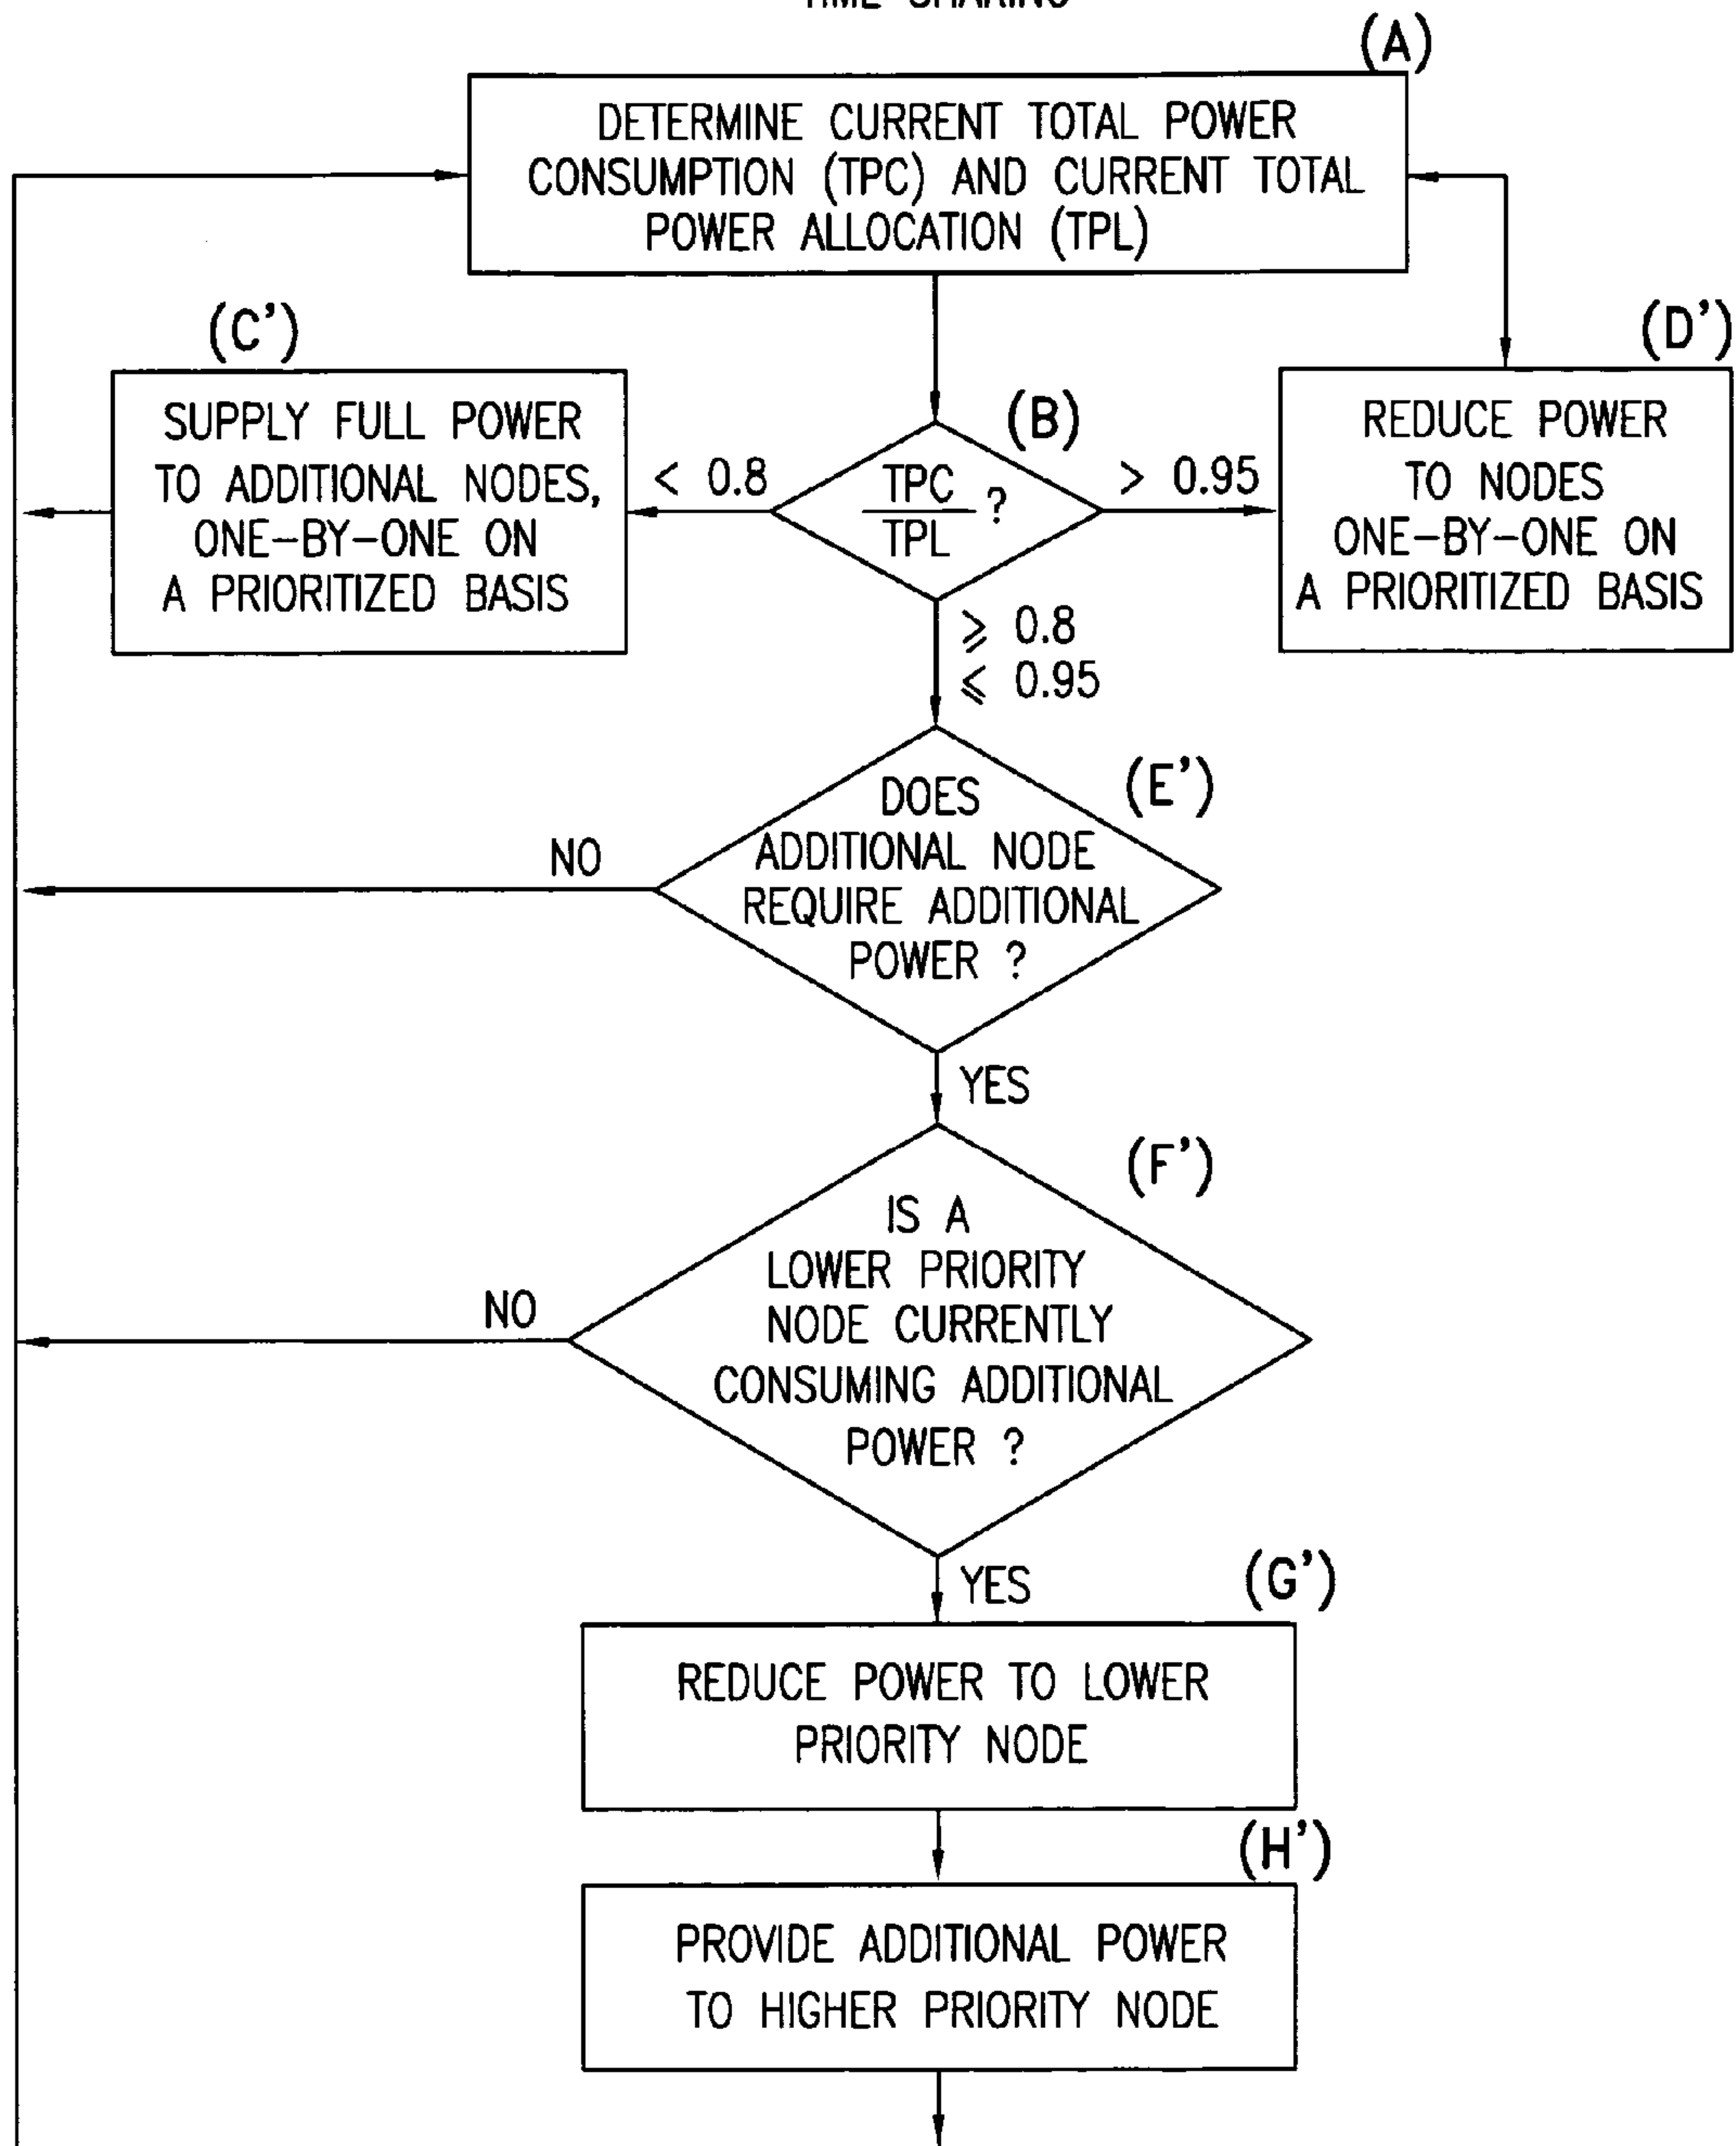 (A)
DETERMINE CURRENT TOTAL POWER
CONSUMPTION (TPC) AND CURRENT TOTAL
POWER ALLOCATION (TPL)
(C')
SUPPLY FULL POWER
TO ADDITIONAL NODES,
ONE-BY-ONE ON
A PRIORITIZED BASIS
(B)
< 0.8
TPC
TPL
?
> 0.95
(D')
REDUCE POWER
TO NODES
ONE-BY-ONE ON
A PRIORITIZED BASIS
⩾ 0.8
⩽ 0.95
(E')
DOES
ADDITIONAL NODE
REQUIRE ADDITIONAL
POWER ?
NO
YES
(F')
IS A
LOWER PRIORITY
NODE CURRENTLY
CONSUMING ADDITIONAL
POWER ?
NO
YES
(G')
REDUCE POWER TO LOWER
PRIORITY NODE
(H')
PROVIDE ADDITIONAL POWER
TO HIGHER PRIORITY NODE